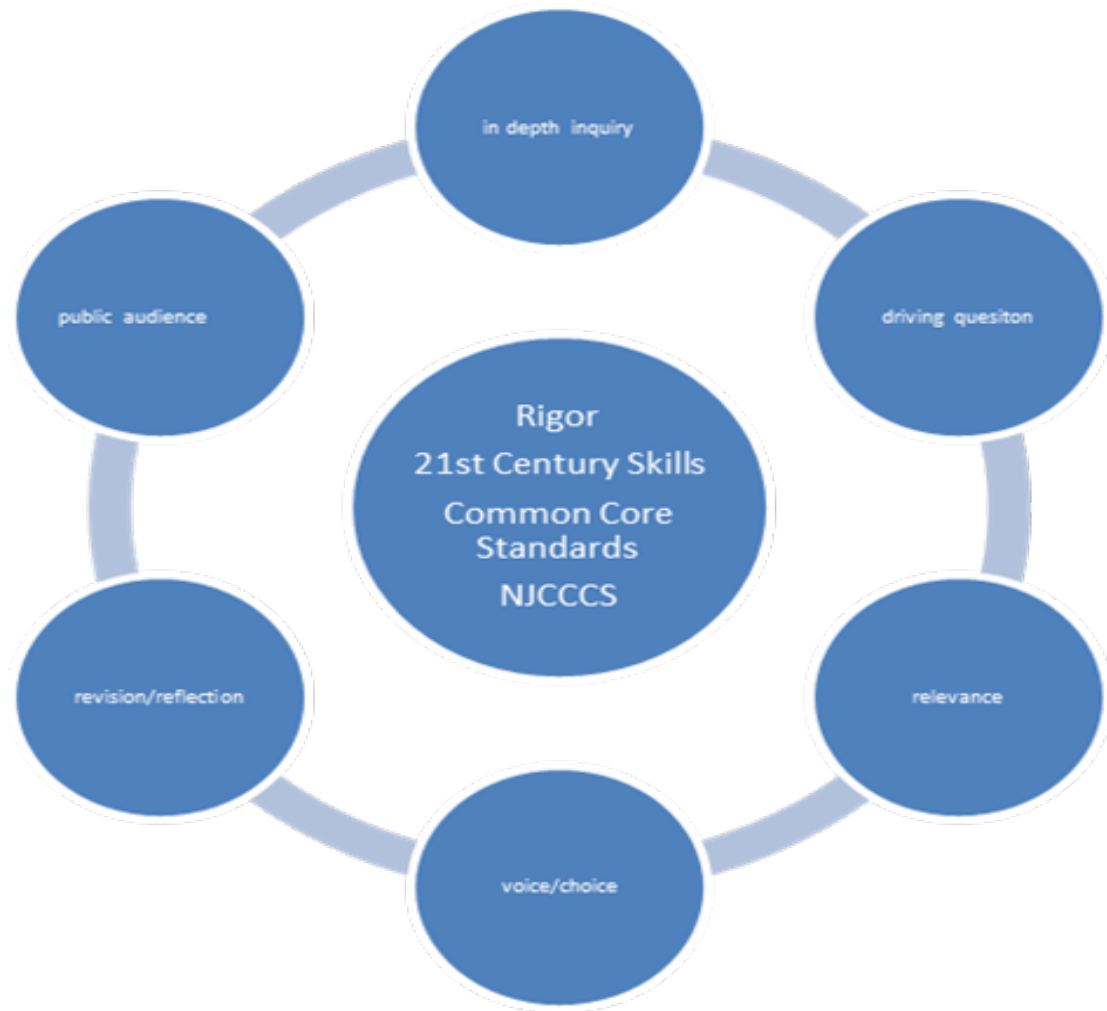 in depth inquiry
public audience
driving quesiton
Rigor
21st Century Skills
Common Core
Standards
NJCCCS
revision/reflection
relevance
voice/choice